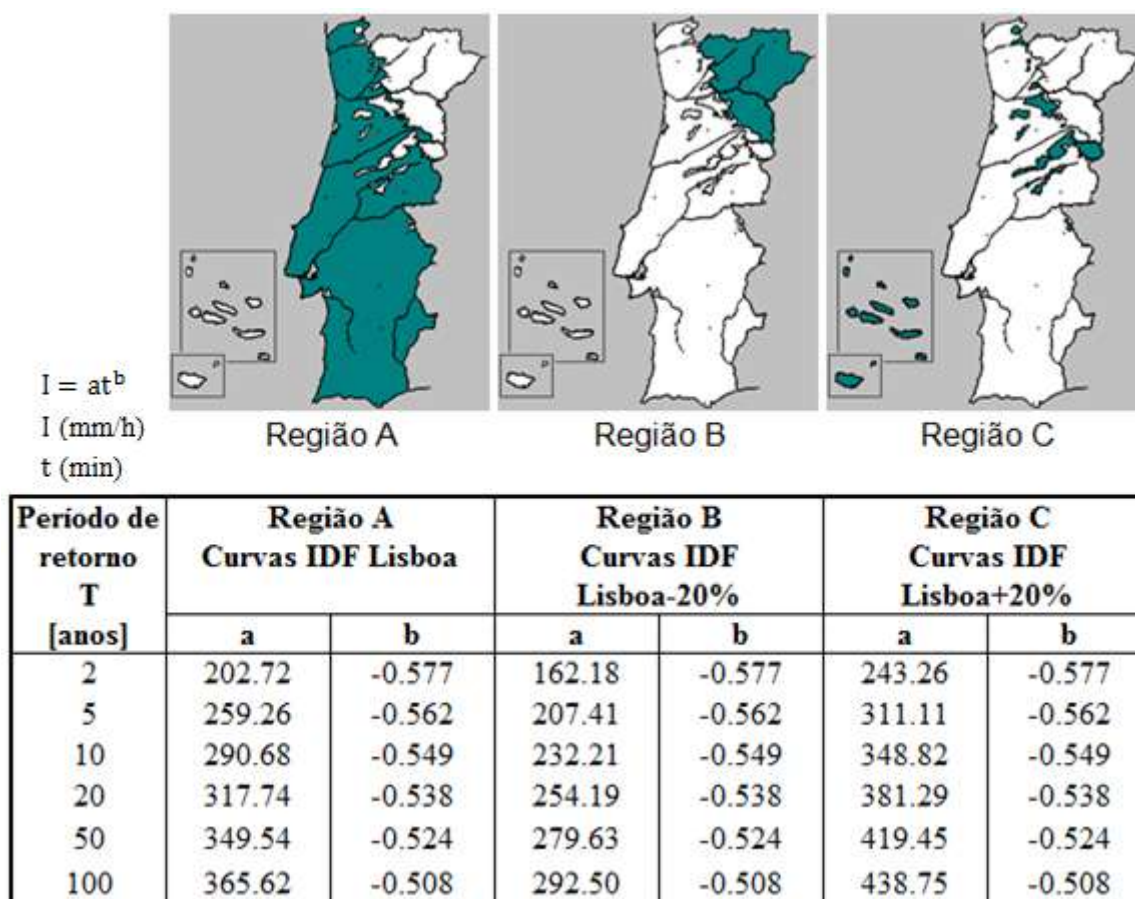 Região A
Região B
Região C
I = at^b
I (mm/h)
t (min)
Período de retorno T [anos] | Região A Curvas IDF Lisboa | Região B Curvas IDF Lisboa-20% | Região C Curvas IDF Lisboa+20%
a b a b a b
2 202.72 -0.577 162.18 -0.577 243.26 -0.577
5 259.26 -0.562 207.41 -0.562 311.11 -0.562
10 290.68 -0.549 232.21 -0.549 348.82 -0.549
20 317.74 -0.538 254.19 -0.538 381.29 -0.538
50 349.54 -0.524 279.63 -0.524 419.45 -0.524
100 365.62 -0.508 292.50 -0.508 438.75 -0.508